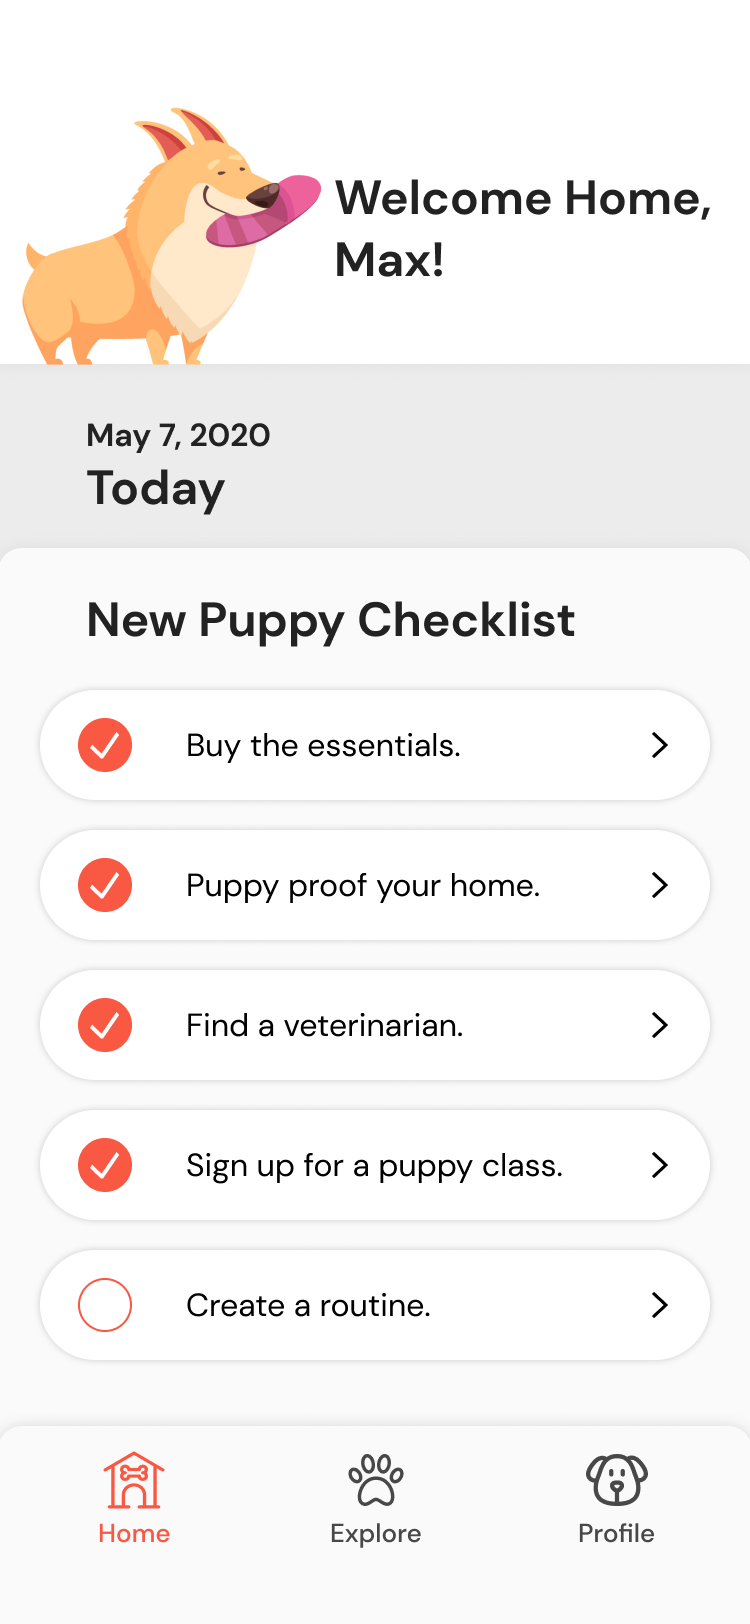 Welcome Home,
Max!
May 7, 2020
Today
New Puppy Checklist
Buy the essentials.
Puppy proof your home.
Find a veterinarian.
Sign up for a puppy class.
Create a routine.
Home
Explore
Profile